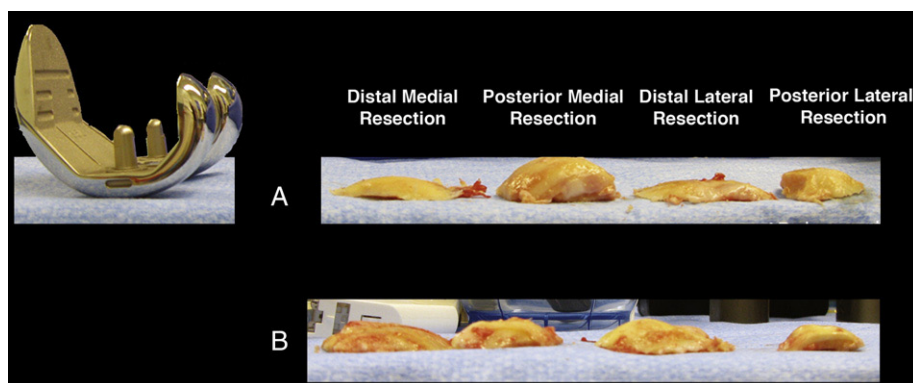 Distal Medial Resection
Posterior Medial Resection
Distal Lateral Resection
Posterior Lateral Resection
A
B